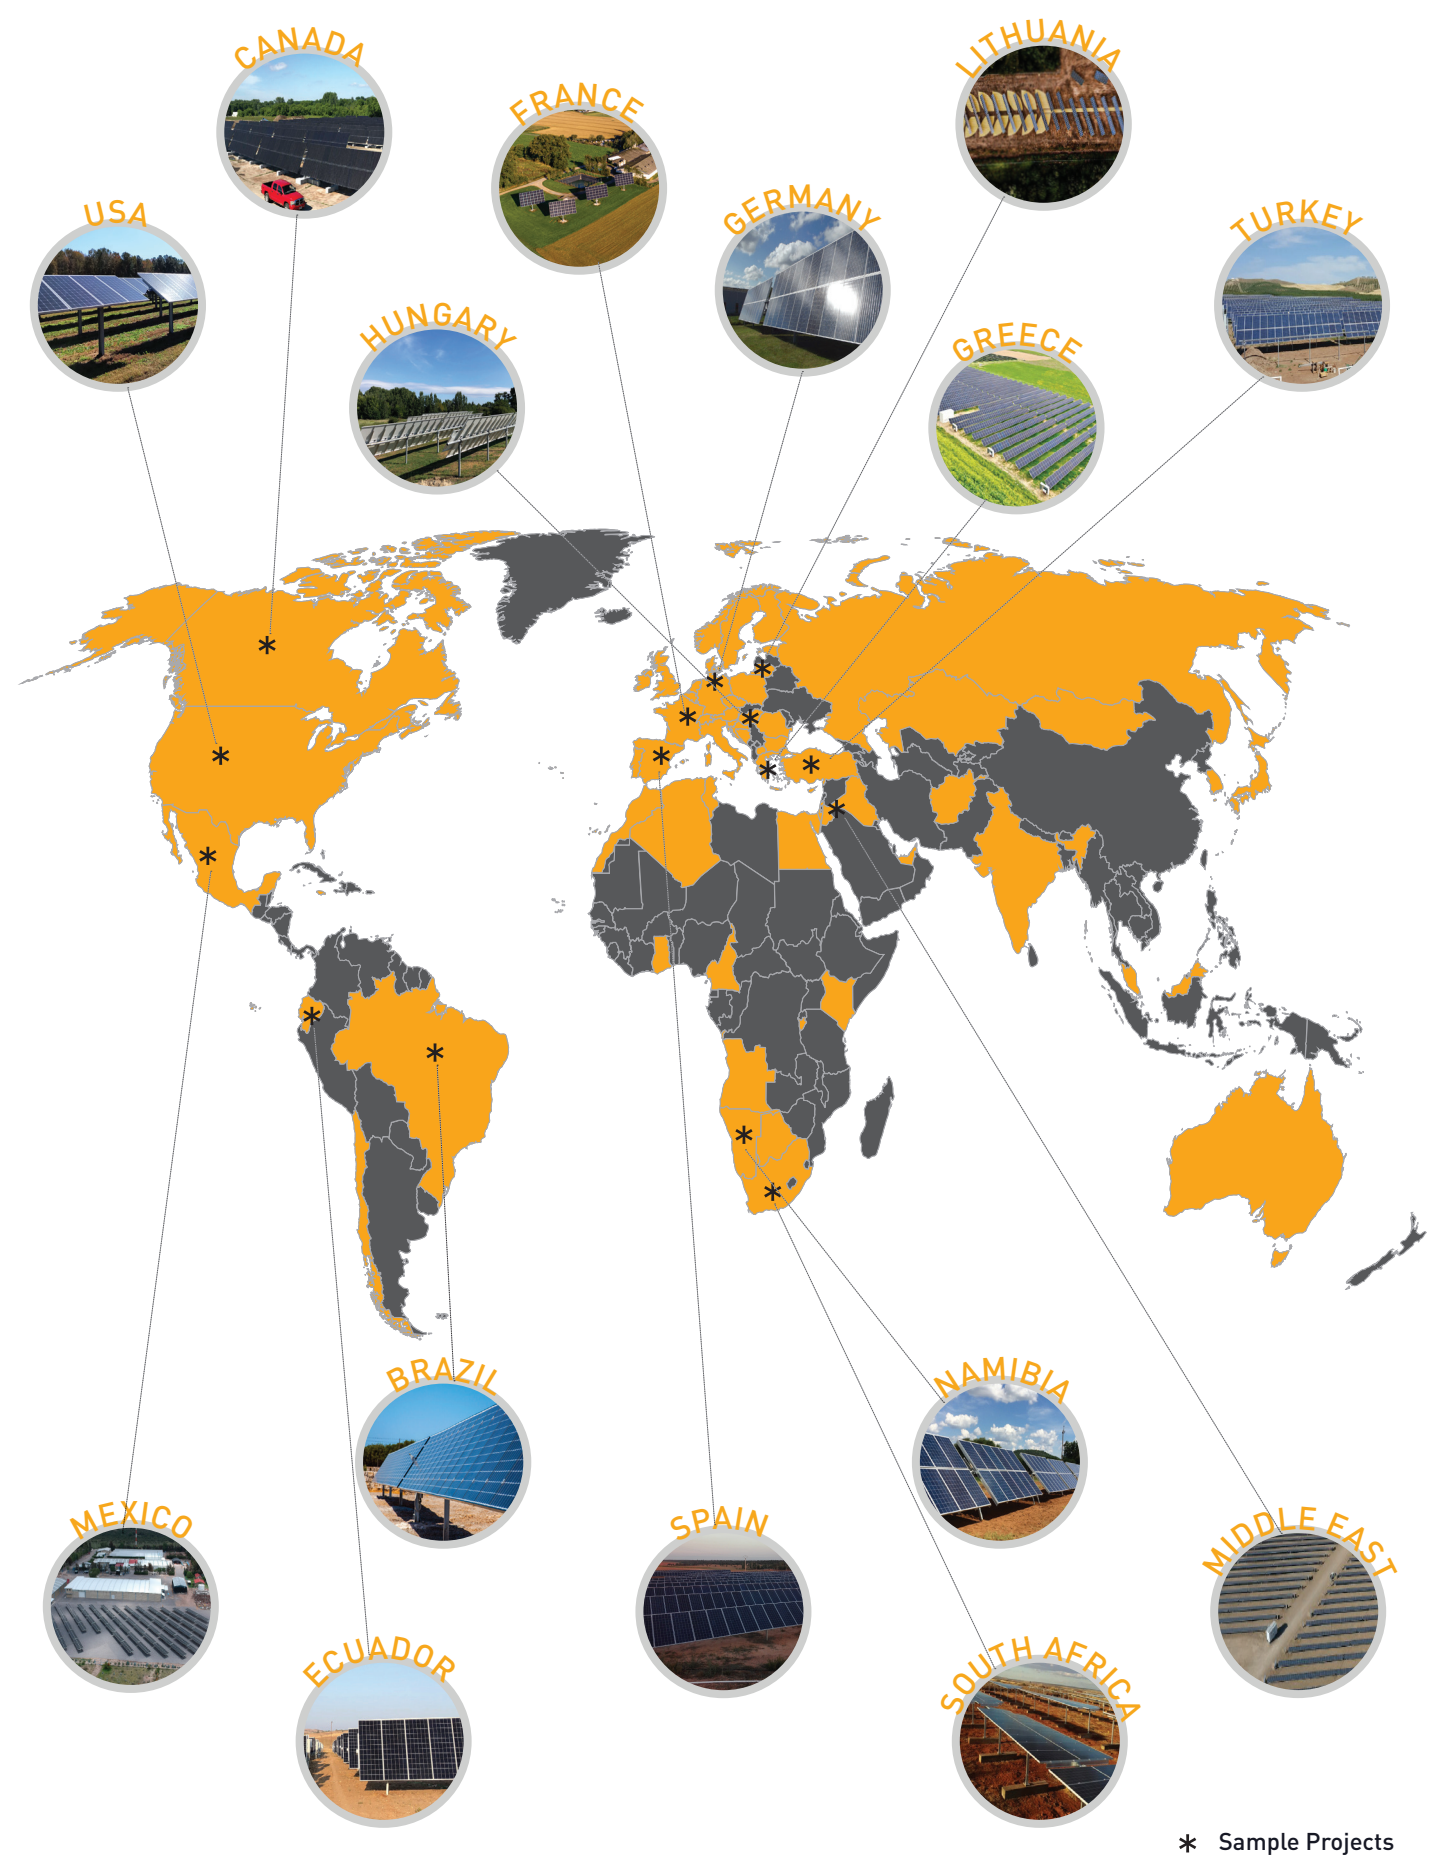 CANADA
LITHUANIA
FRANCE
GERMANY
USA
TURKEY
HUNGARY
GREECE
BRAZIL
NAMIBIA
MEXICO
SPAIN
MIDDLE EAST
ECUADOR
SOUTH AFRICA
* Sample Projects